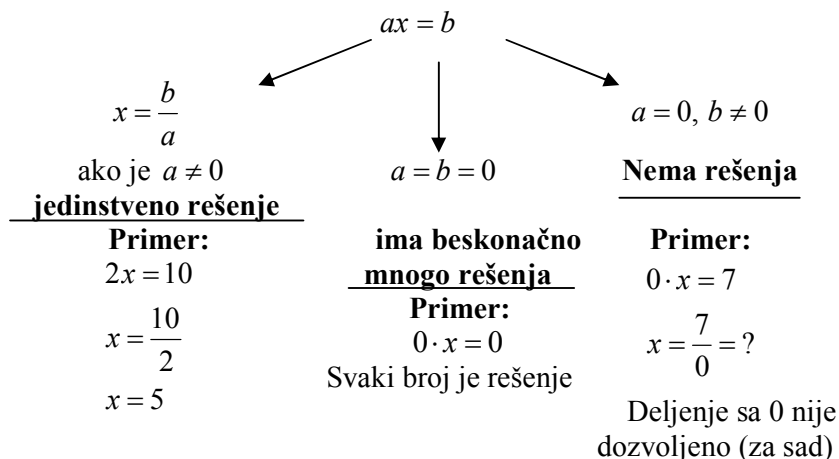 ax = b
x = b/a
ako je a ≠ 0
jedinstveno rešenje
Primer:
2x = 10
x = 10/2
x = 5
a = b = 0
ima beskonačno
mnogo rešenja
Primer:
0 · x = 0
Svaki broj je rešenje
a = 0, b ≠ 0
Nema rešenja
Primer:
0 · x = 7
x = 7/0 = ?
Deljenje sa 0 nije
dozvoljeno (za sad)